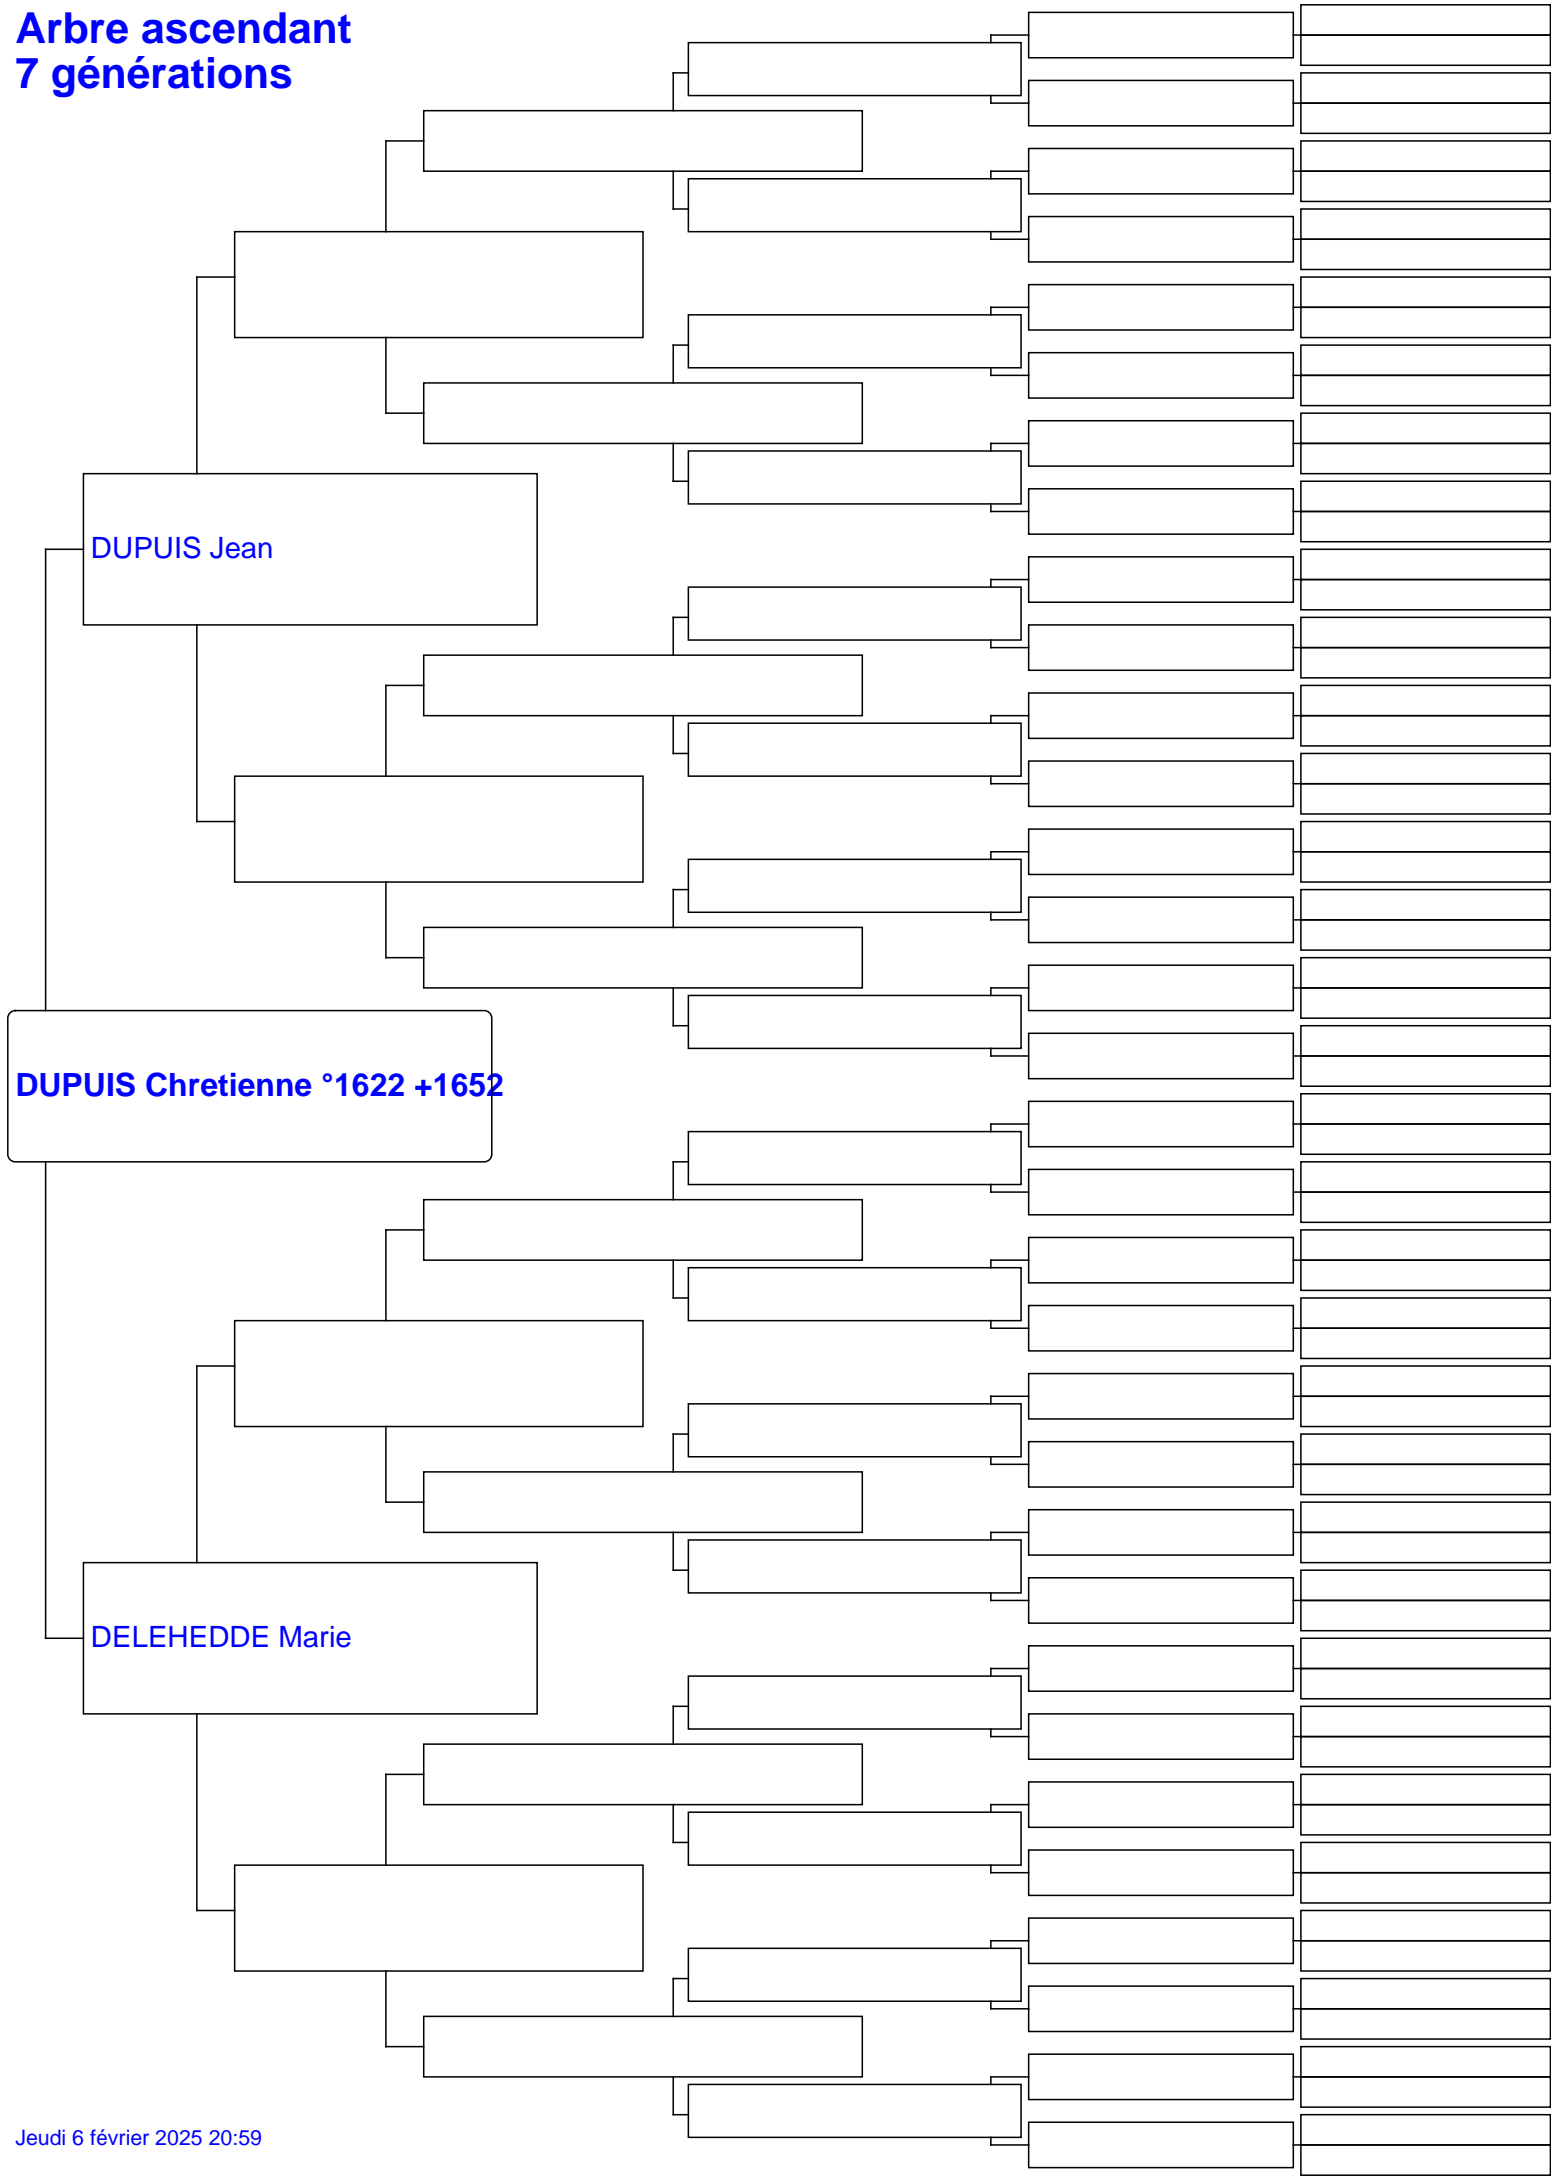 Arbre ascendant
7 générations
DUPUIS Jean
DUPUIS Chretienne °1622 +1652
DELEHEDDE Marie
Jeudi 6 février 2025 20:59